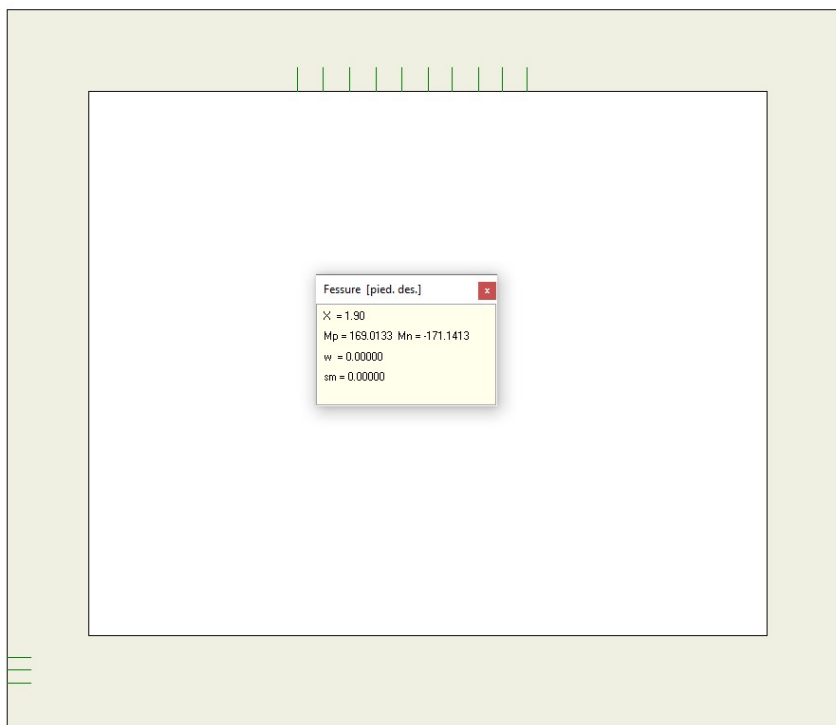 Fessure [pied. des.]
x
X = 1.90
Mp = 169.0133 Mn = -171.1413
w = 0.00000
sm = 0.00000